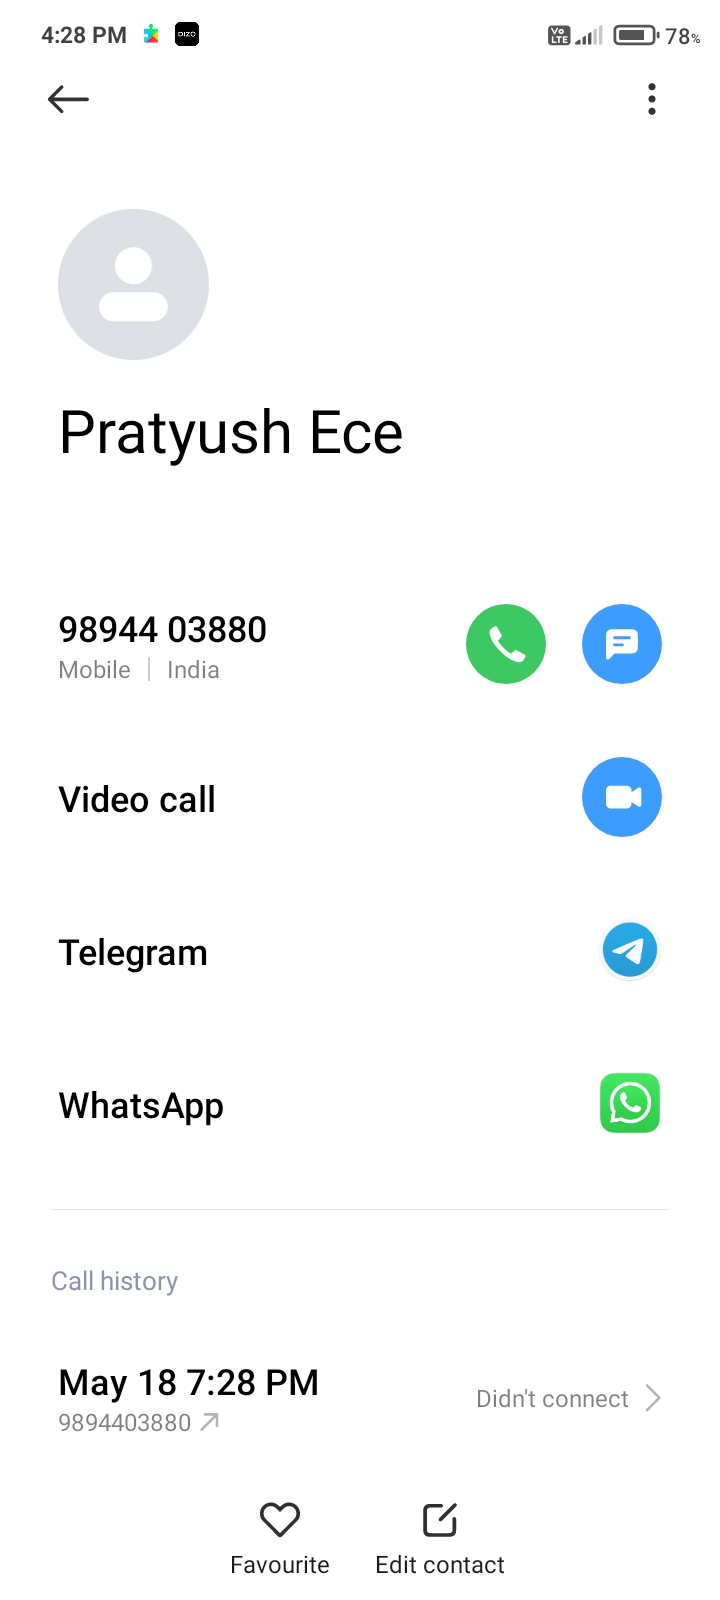 4:28 PM DIZO Vo LTE 78%
Pratyush Ece
98944 03880
Mobile | India
Video call
Telegram
WhatsApp
Call history
May 18 7:28 PM
Didn't connect
9894403880
Favourite Edit contact